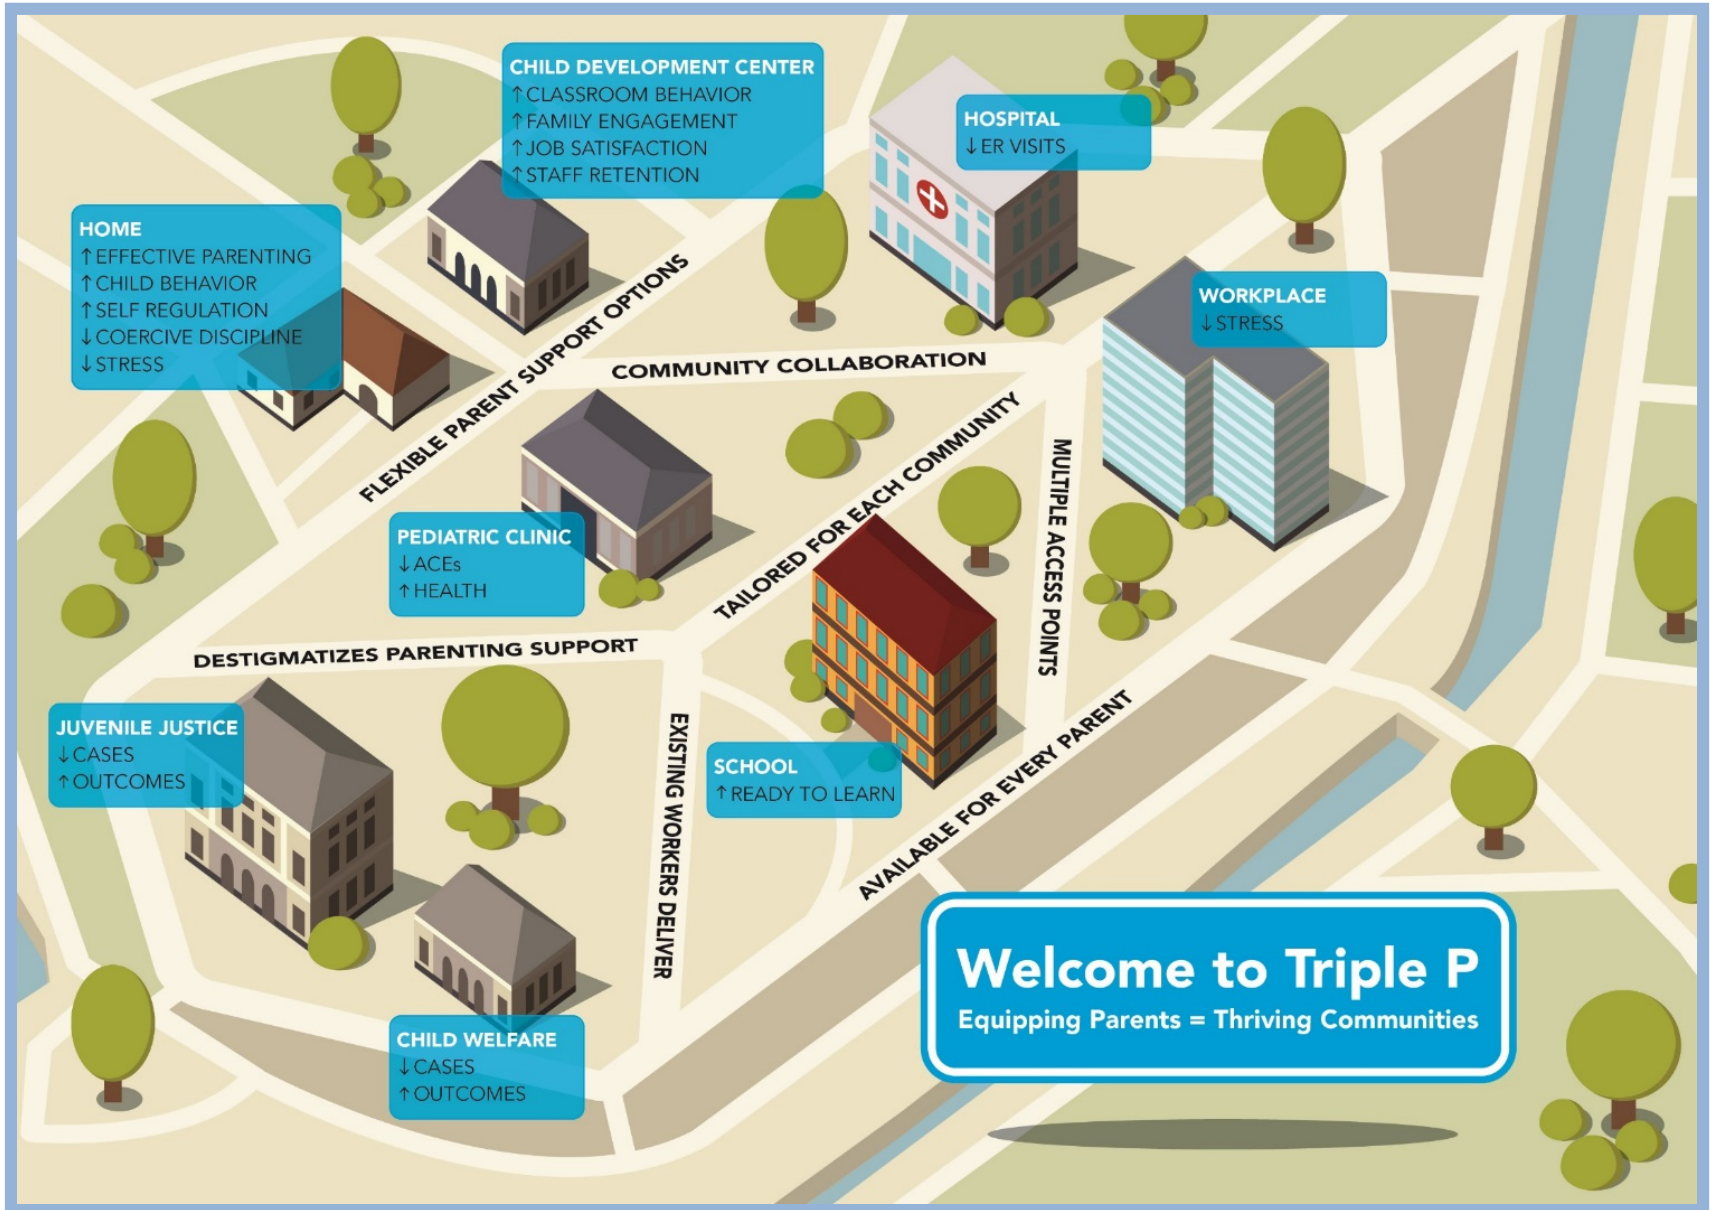 CHILD DEVELOPMENT CENTER
↑CLASSROOM BEHAVIOR
↑FAMILY ENGAGEMENT
↑JOB SATISFACTION
↑STAFF RETENTION
HOSPITAL
↓ER VISITS
HOME
↑EFFECTIVE PARENTING
↑CHILD BEHAVIOR
↑SELF REGULATION
↓COERCIVE DISCIPLINE
↓STRESS
WORKPLACE
↓STRESS
FLEXIBLE PARENT SUPPORT OPTIONS
COMMUNITY COLLABORATION
TAILORED FOR EACH COMMUNITY
MULTIPLE ACCESS POINTS
PEDIATRIC CLINIC
↓ACEs
↑HEALTH
DESTIGMATIZES PARENTING SUPPORT
JUVENILE JUSTICE
↓CASES
↑OUTCOMES
EXISTING WORKERS DELIVER
SCHOOL
↑READY TO LEARN
AVAILABLE FOR EVERY PARENT
CHILD WELFARE
↓CASES
↑OUTCOMES
Welcome to Triple P
Equipping Parents = Thriving Communities